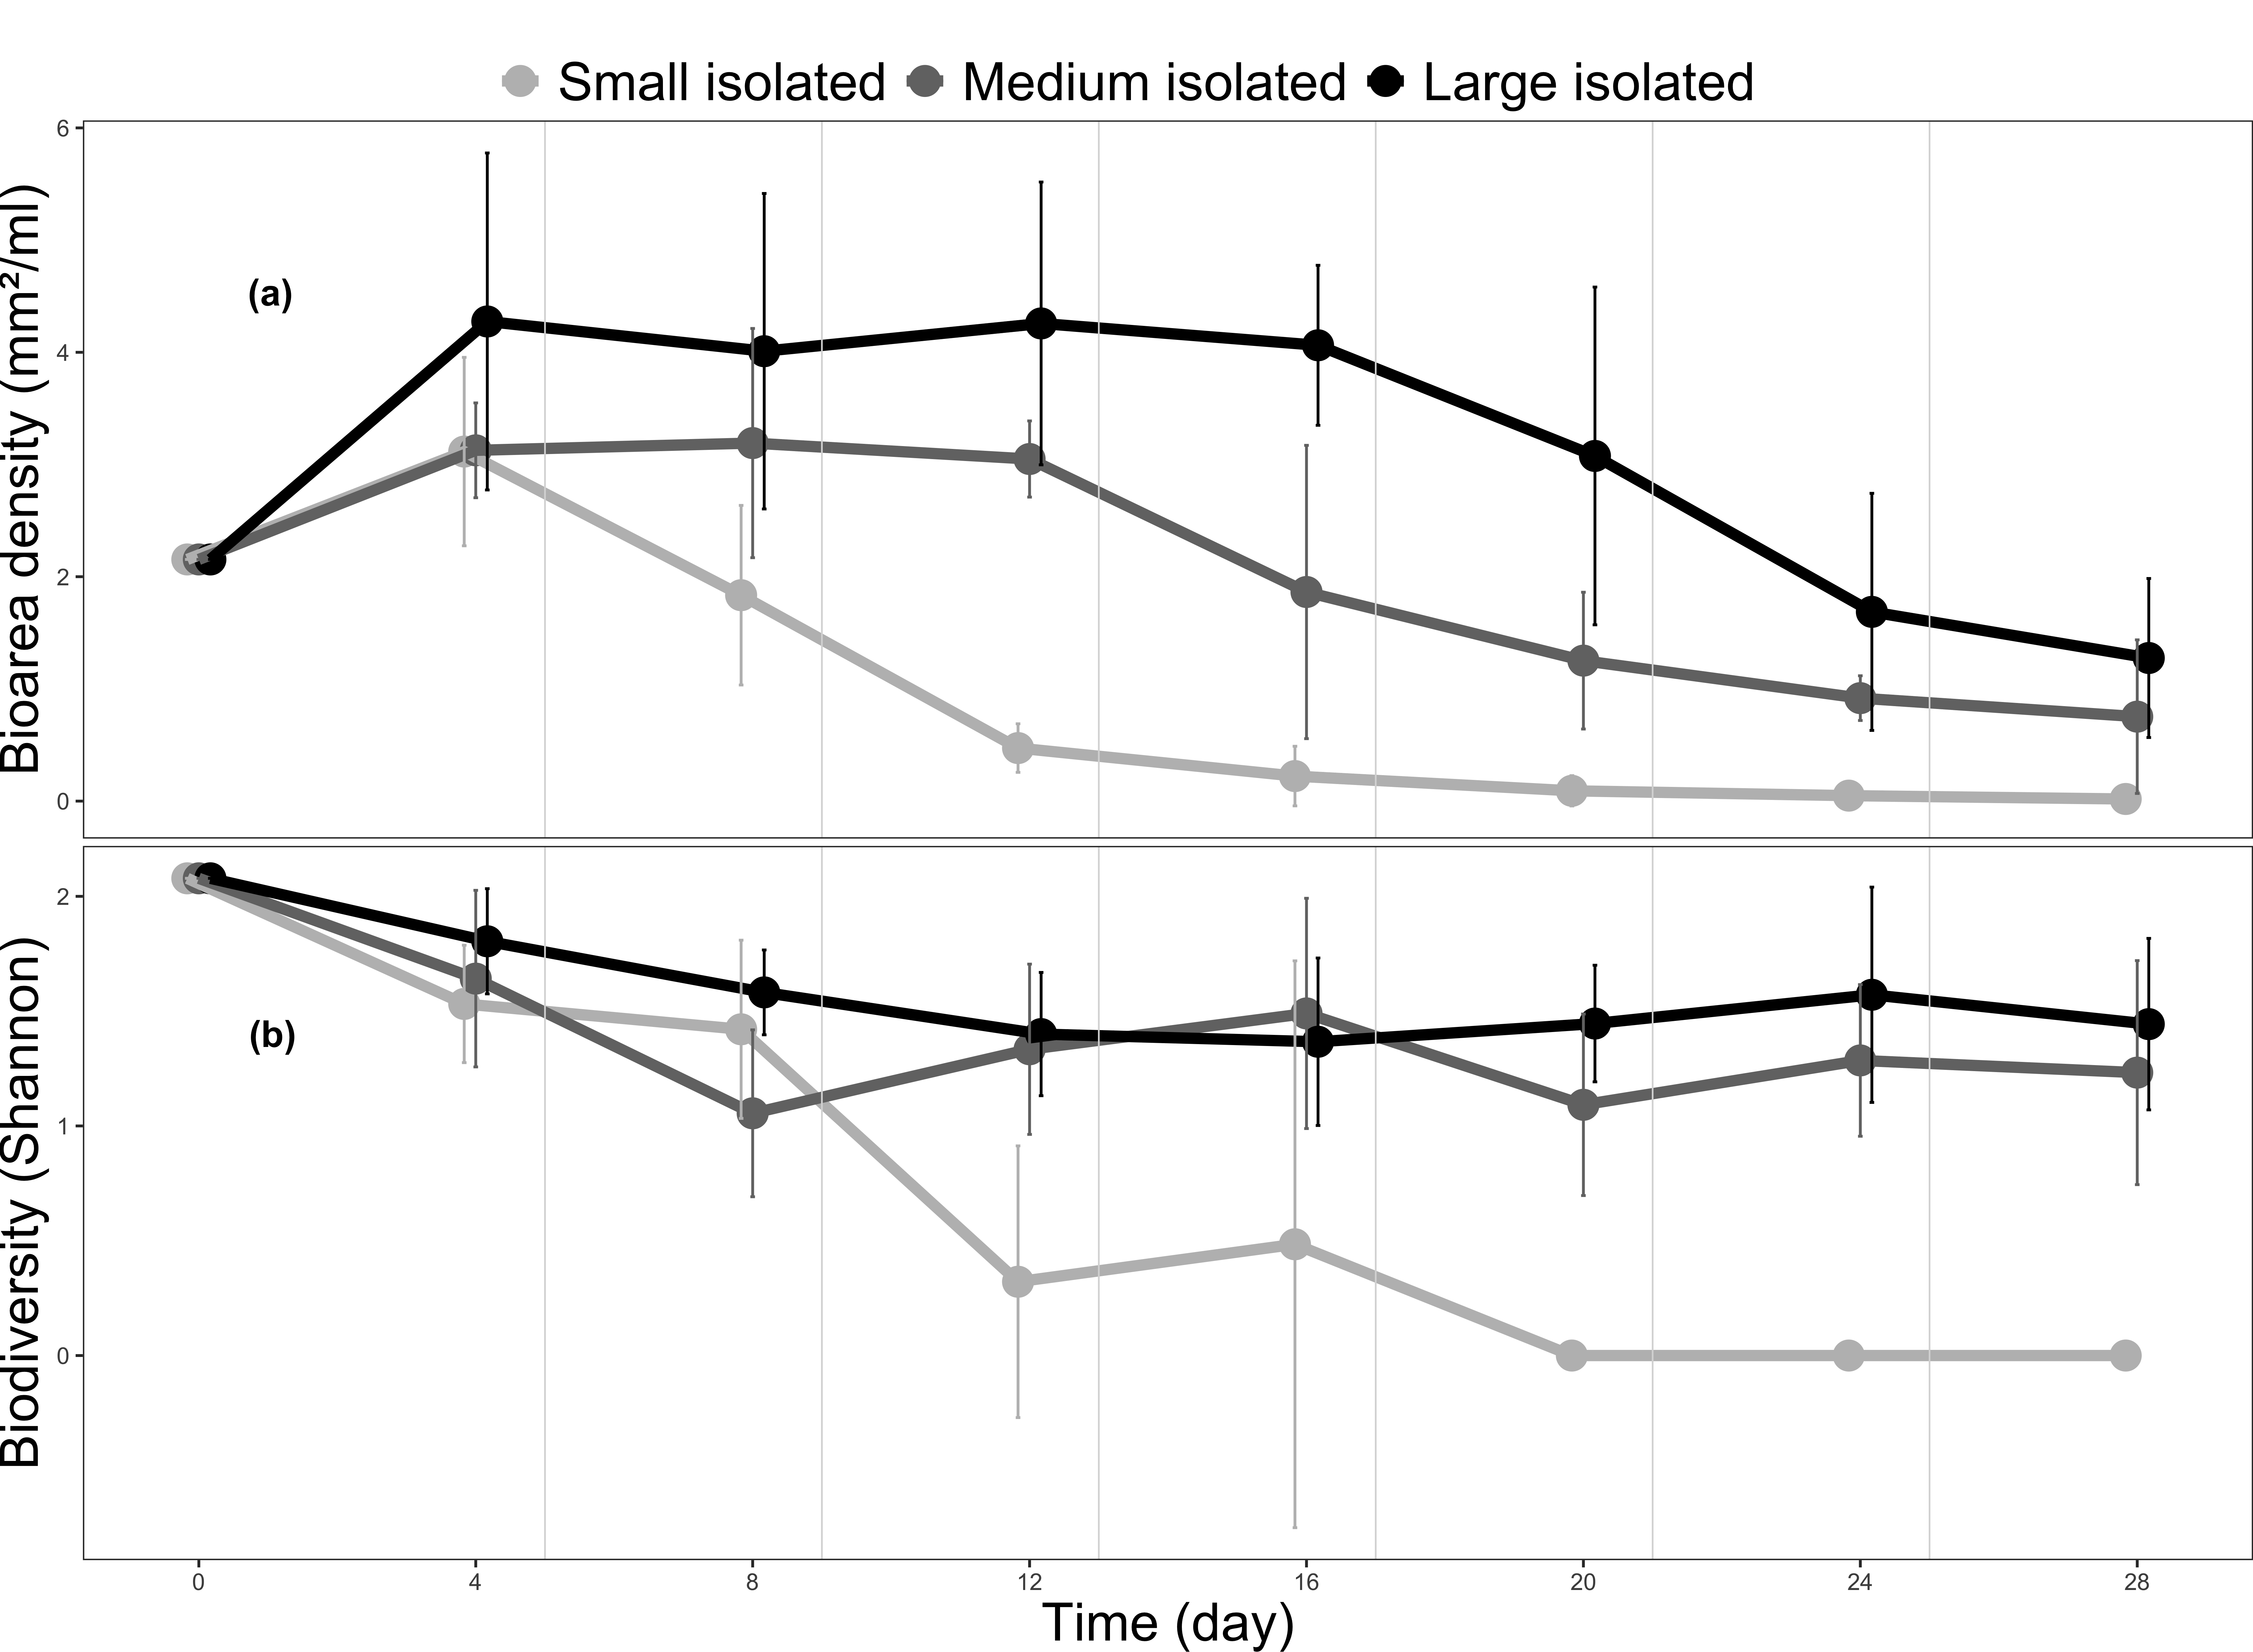 Small isolated Medium isolated Large isolated
Bioarea density (mm²/ml)
6
4
2
0
(a)
Biodiversity (Shannon)
2
1
0
(b)
0 4 8 12 16 20 24 28
Time (day)